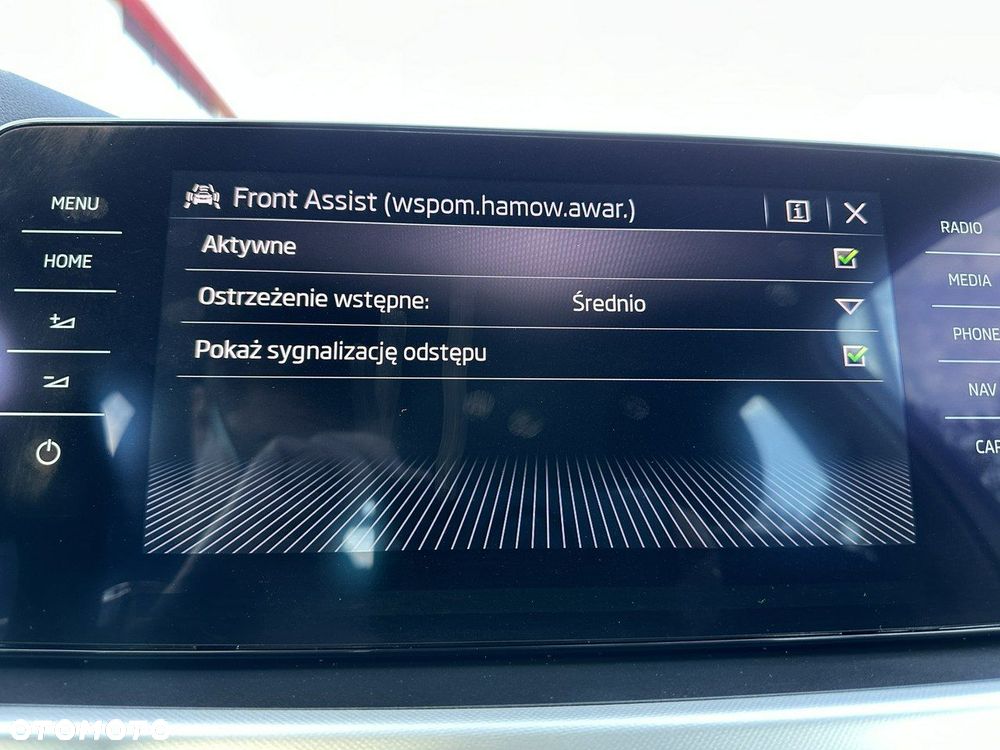 MENU
HOME
Front Assist (wspom.hamow.awar.)
Aktywne
Ostrzeżenie wstępne: Średnio
Pokaż sygnalizację odstępu
RADIO
MEDIA
PHONE
NAV
CAR
OTOMOTO